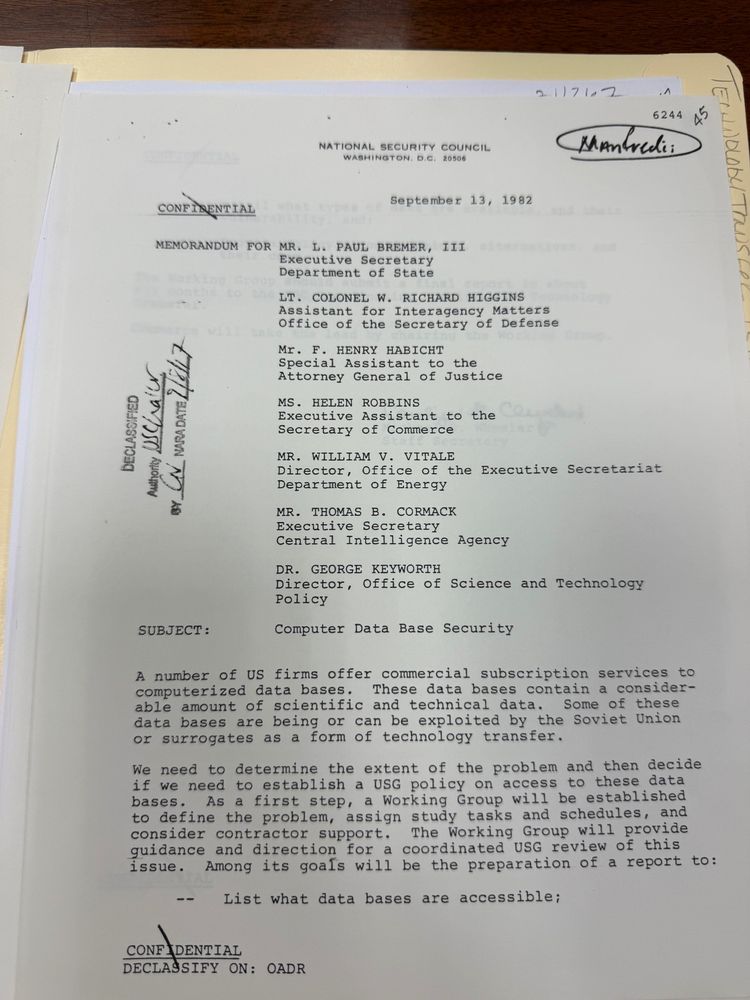 6244 45
Manfredi:
NATIONAL SECURITY COUNCIL
WASHINGTON, D.C. 20506
CONFIDENTIAL
September 13, 1982
MEMORANDUM FOR MR. L. PAUL BREMER, III
Executive Secretary
Department of State
LT. COLONEL W. RICHARD HIGGINS
Assistant for Interagency Matters
Office of the Secretary of Defense
Mr. F. HENRY HABICHT
Special Assistant to the
Attorney General of Justice
MS. HELEN ROBBINS
Executive Assistant to the
Secretary of Commerce
MR. WILLIAM V. VITALE
Director, Office of the Executive Secretariat
Department of Energy
MR. THOMAS B. CORMACK
Executive Secretary
Central Intelligence Agency
DR. GEORGE KEYWORTH
Director, Office of Science and Technology
Policy
DECLASSIFIED
Authority
BY CN NARA DATE
SUBJECT: Computer Data Base Security
A number of US firms offer commercial subscription services to
computerized data bases. These data bases contain a consider-
able amount of scientific and technical data. Some of these
data bases are being or can be exploited by the Soviet Union
or surrogates as a form of technology transfer.
We need to determine the extent of the problem and then decide
if we need to establish a USG policy on access to these data
bases. As a first step, a Working Group will be established
to define the problem, assign study tasks and schedules, and
consider contractor support. The Working Group will provide
guidance and direction for a coordinated USG review of this
issue. Among its goals will be the preparation of a report to:
-- List what data bases are accessible;
CONFIDENTIAL
DECLASSIFY ON: OADR